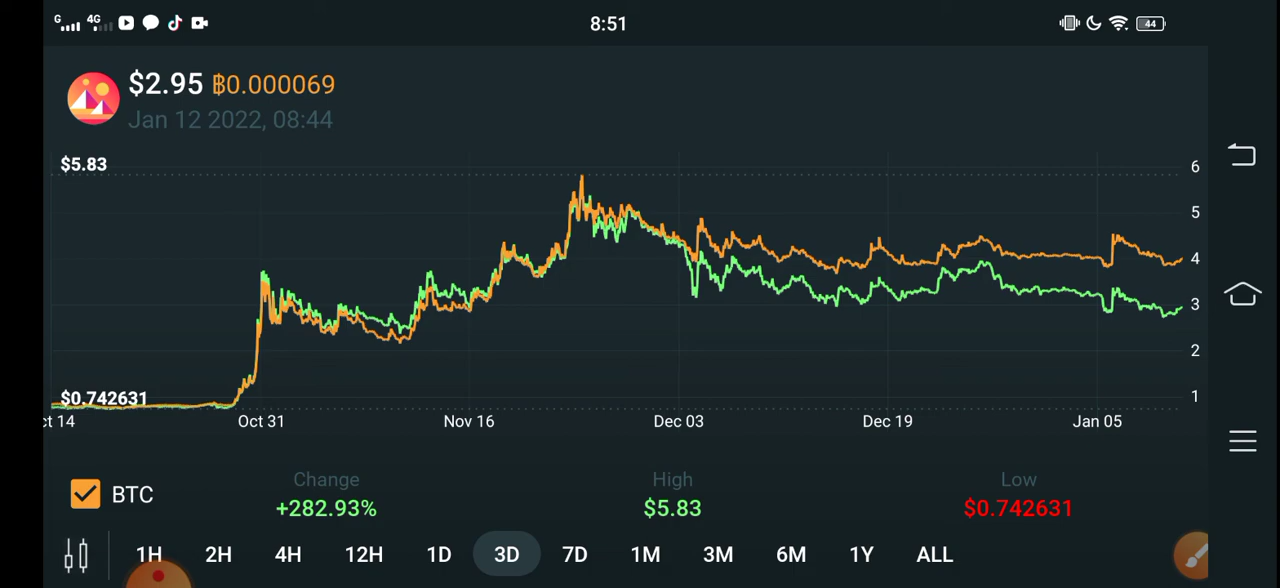 G 4G 8:51 44
$2.95 ฿0.000069
Jan 12 2022, 08:44
$5.83
6
5
4
3
2
$0.742631
1
ct 14 Oct 31 Nov 16 Dec 03 Dec 19 Jan 05
Change High Low
BTC +282.93% $5.83 $0.742631
1H 2H 4H 12H 1D 3D 7D 1M 3M 6M 1Y ALL